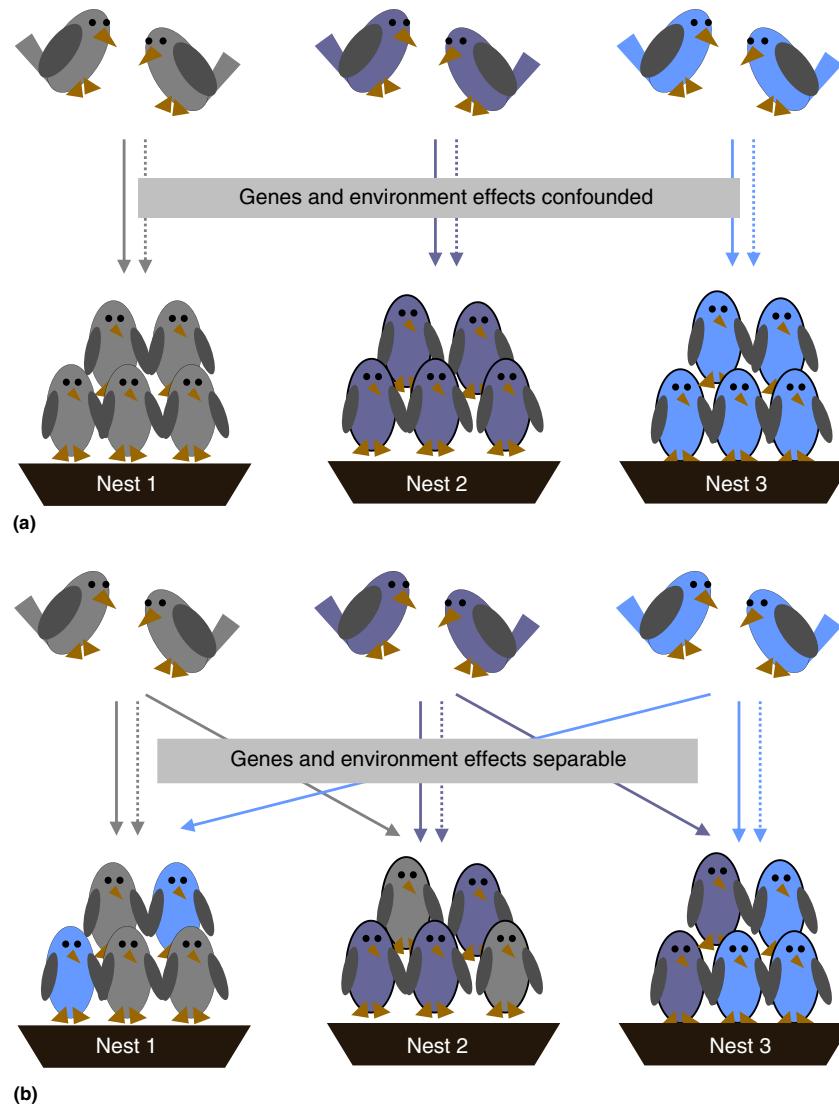 Genes and environment effects confounded
Nest 1
Nest 2
Nest 3
(a)
Genes and environment effects separable
Nest 1
Nest 2
Nest 3
(b)